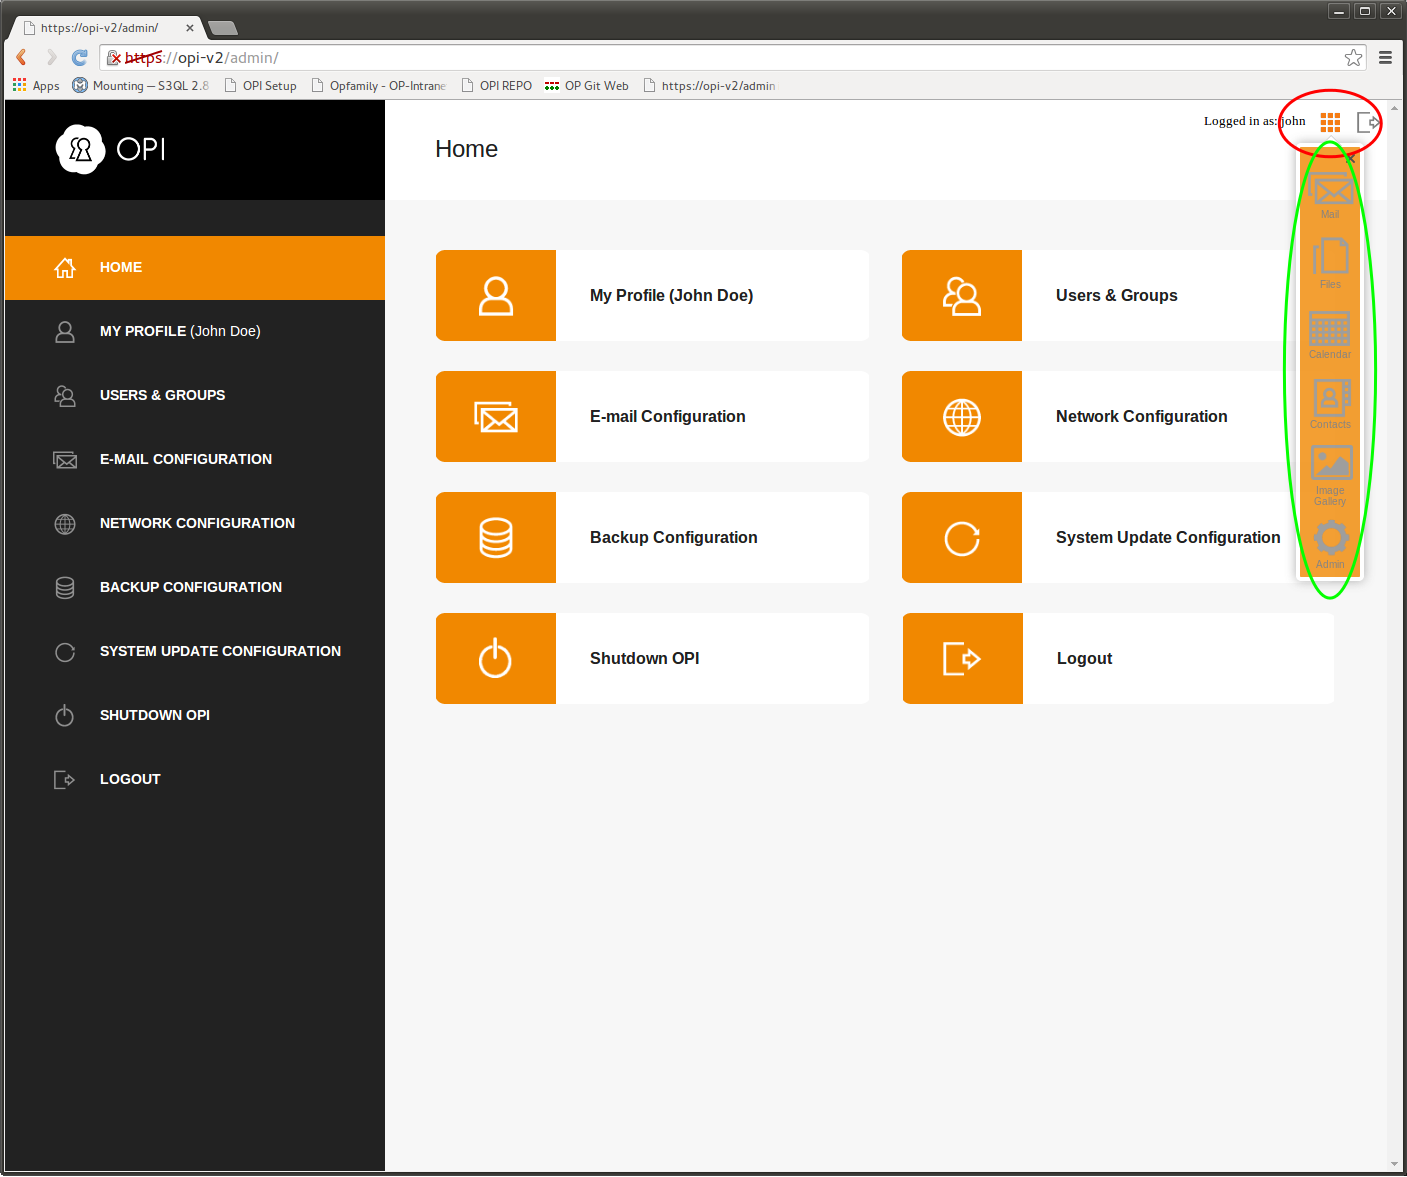 https://opi-v2/admin/
https://opi-v2/admin/
Apps
Mounting — S3QL 2.8
OPI Setup
Opfamily - OP-Intrane
OPI REPO
OP Git Web
https://opi-v2/admin
OPI
Home
Logged in as: john
HOME
MY PROFILE (John Doe)
USERS & GROUPS
E-MAIL CONFIGURATION
NETWORK CONFIGURATION
BACKUP CONFIGURATION
SYSTEM UPDATE CONFIGURATION
SHUTDOWN OPI
LOGOUT
My Profile (John Doe)
Users & Groups
E-mail Configuration
Network Configuration
Backup Configuration
System Update Configuration
Shutdown OPI
Logout
Mail
Files
Calendar
Contacts
Image
Gallery
Admin